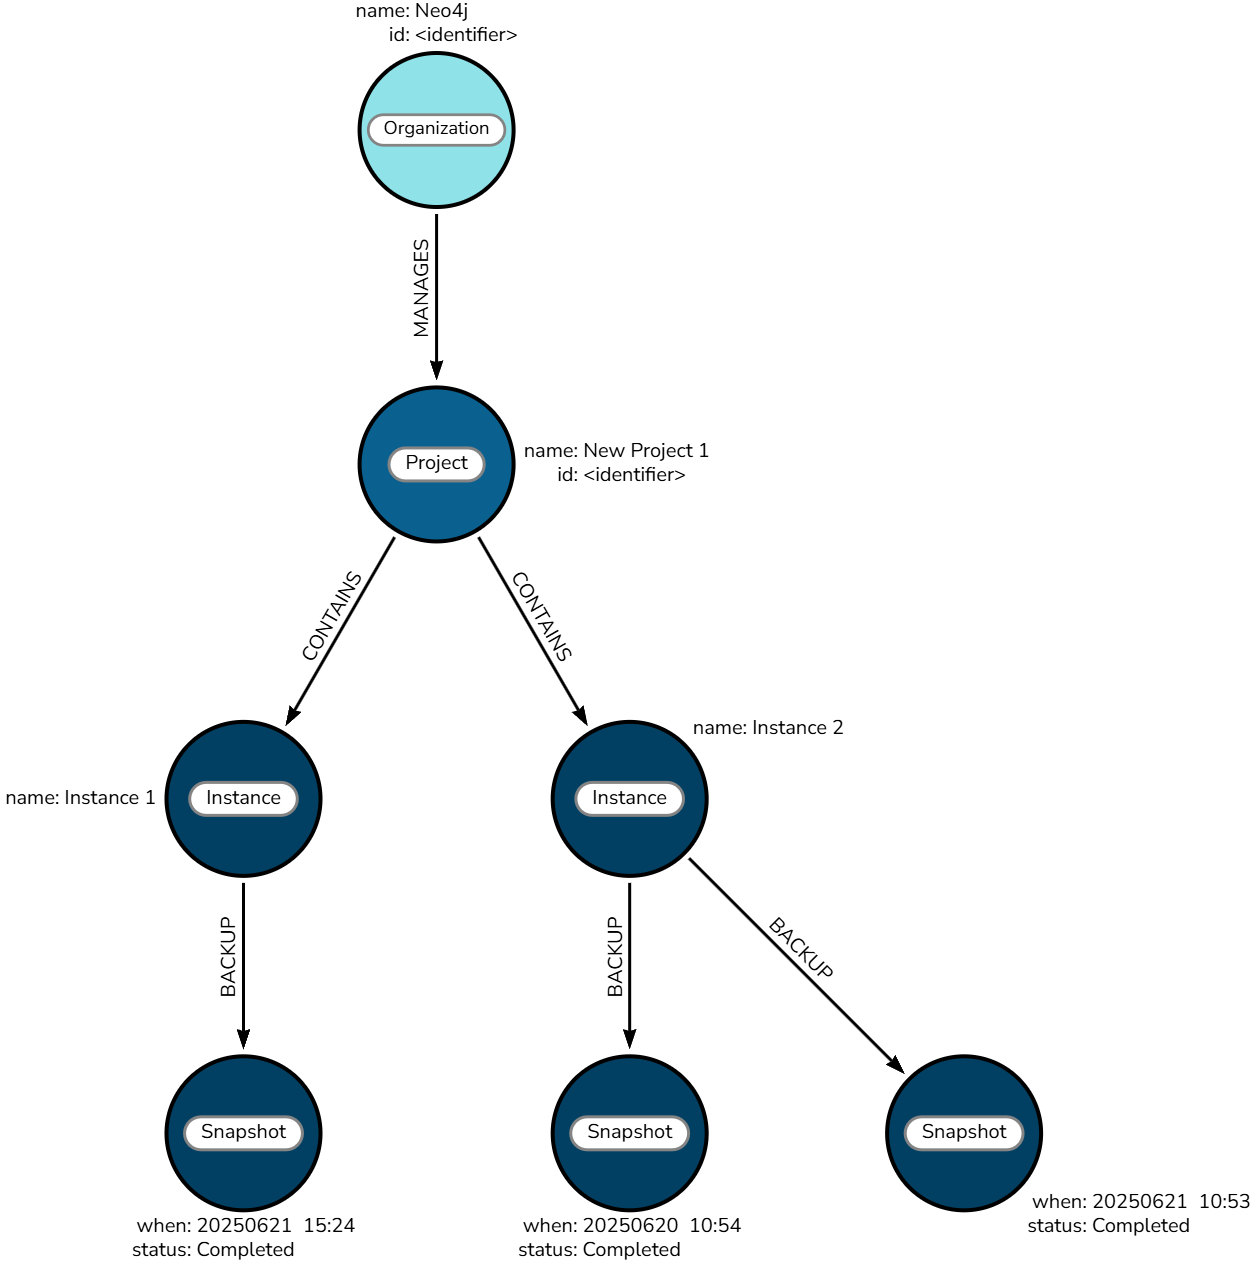 name: Neo4j
id: <identifier>
Organization
MANAGES
Project
name: New Project 1
id: <identifier>
CONTAINS
CONTAINS
name: Instance 2
name: Instance 1
Instance
Instance
BACKUP
BACKUP
BACKUP
Snapshot
Snapshot
Snapshot
when: 20250621 15:24
status: Completed
when: 20250620 10:54
status: Completed
when: 20250621 10:53
status: Completed